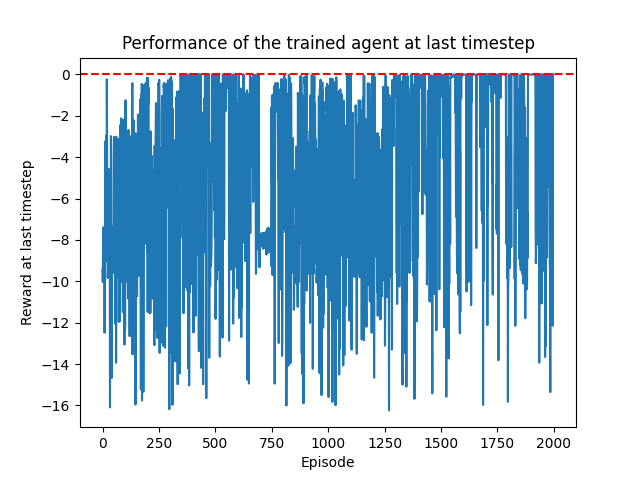 Performance of the trained agent at last timestep
Reward at last timestep
0
−2
−4
−6
−8
−10
−12
−14
−16
0 250 500 750 1000 1250 1500 1750 2000
Episode